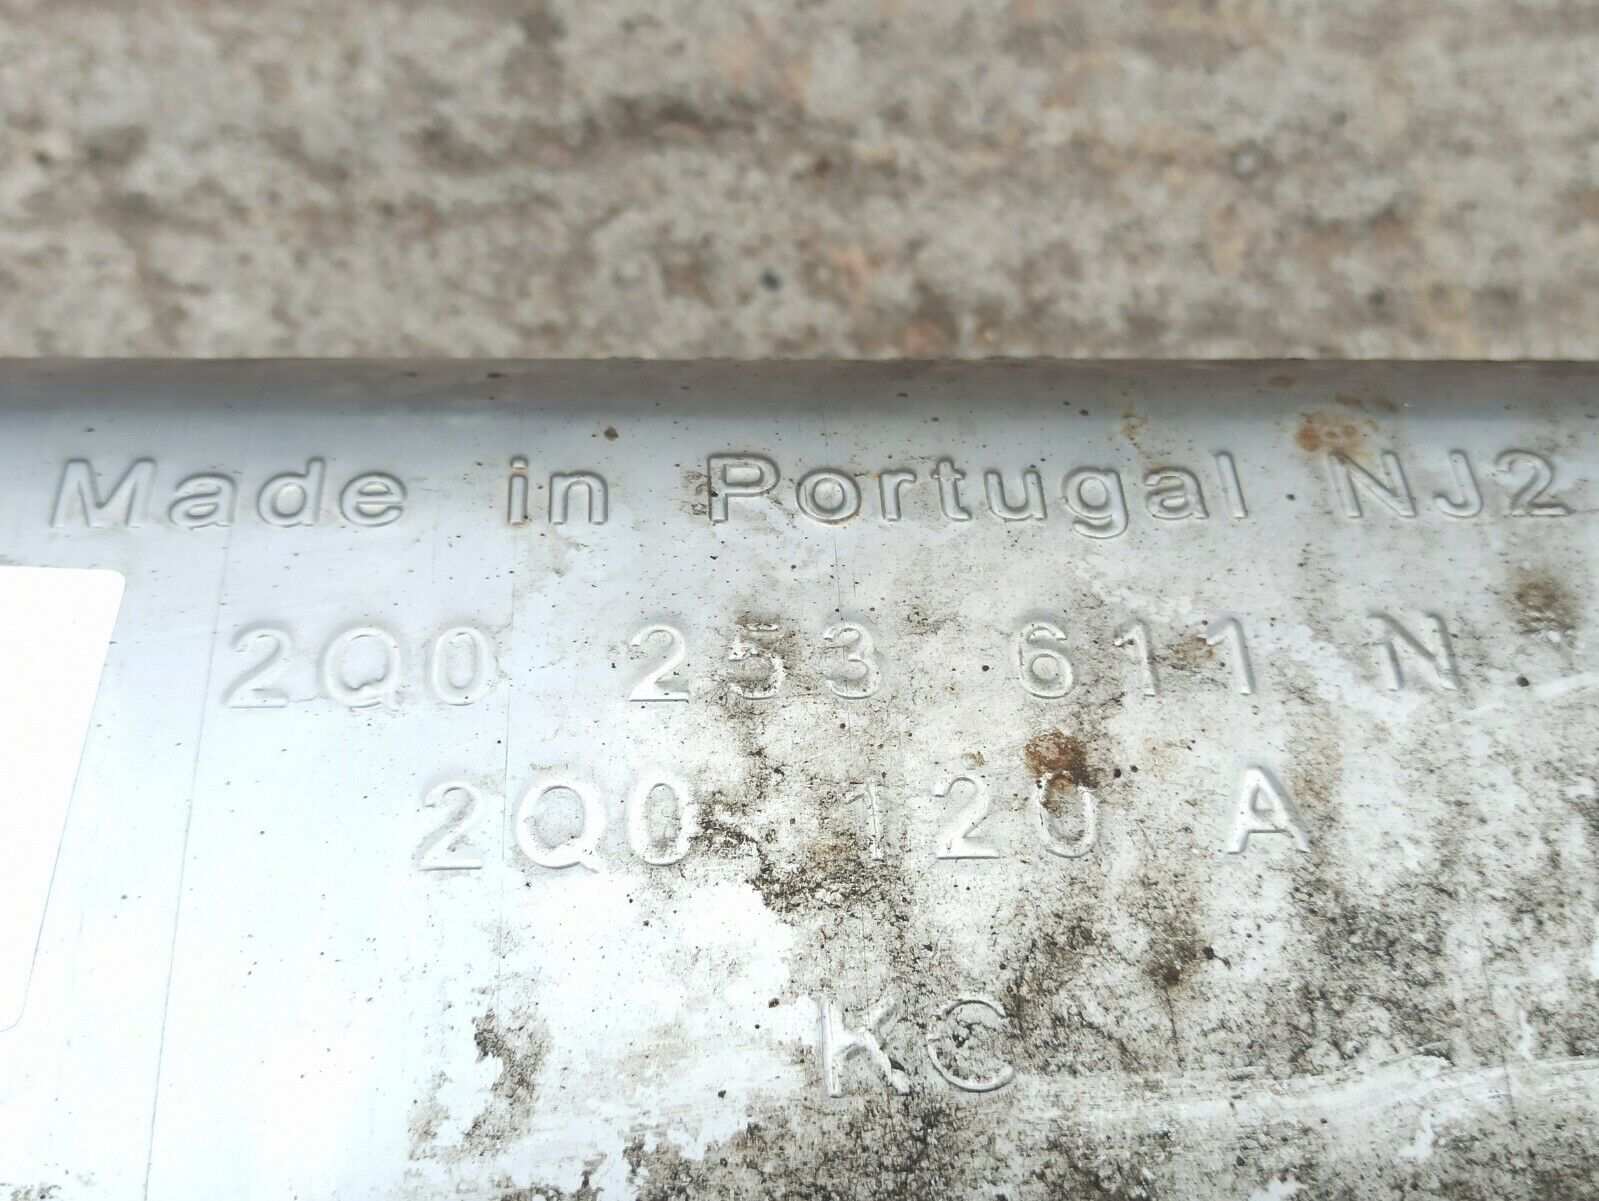 Made in Portugal NJ2
2Q0 253 611 N
2Q0 120 A
KC